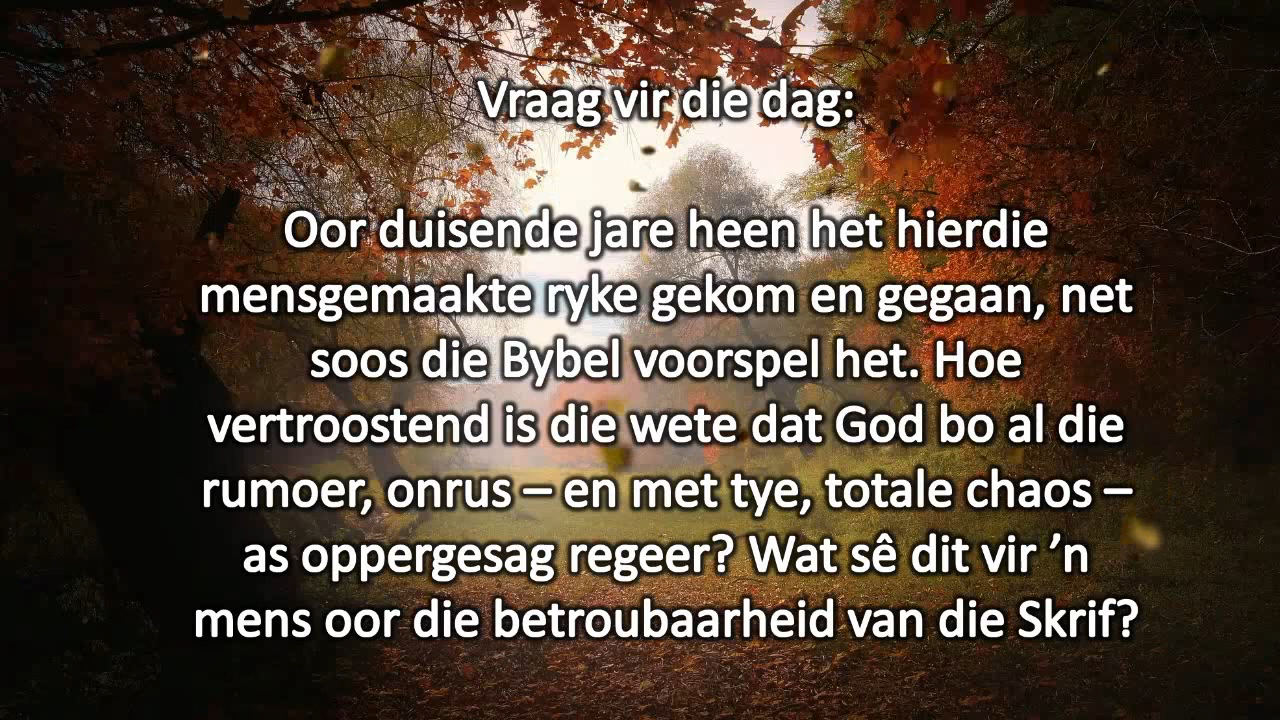 Vraag vir die dag:
Oor duisende jare heen het hierdie
mensgemaakte ryke gekom en gegaan, net
soos die Bybel voorspel het. Hoe
vertroostend is die wete dat God bo al die
rumoer, onrus – en met tye, totale chaos –
as oppergesag regeer? Wat sê dit vir ’n
mens oor die betroubaarheid van die Skrif?